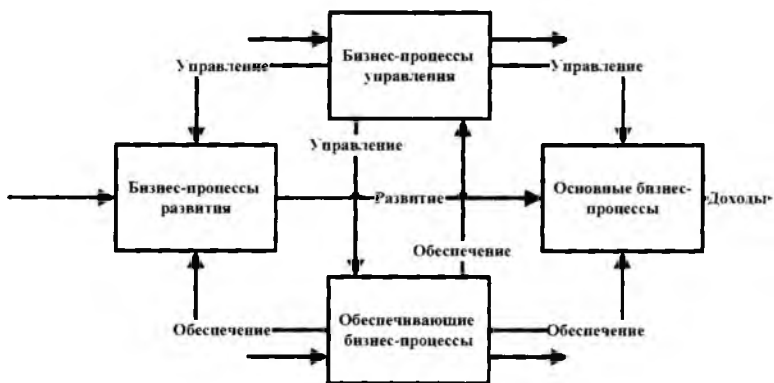 Бизнес-процессы
управления
Управление
Управление
Управление
Бизнес-процессы
развития
Развитие
Основные бизнес-
процессы
Доходы
Обеспечение
Обеспечение
Обеспечивающие
бизнес-процессы
Обеспечение